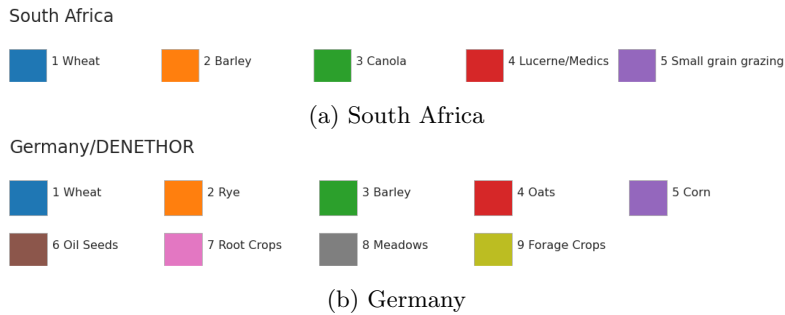 South Africa
1 Wheat 2 Barley 3 Canola 4 Lucerne/Medics 5 Small grain grazing
(a) South Africa
Germany/DENETHOR
1 Wheat 2 Rye 3 Barley 4 Oats 5 Corn
6 Oil Seeds 7 Root Crops 8 Meadows 9 Forage Crops
(b) Germany